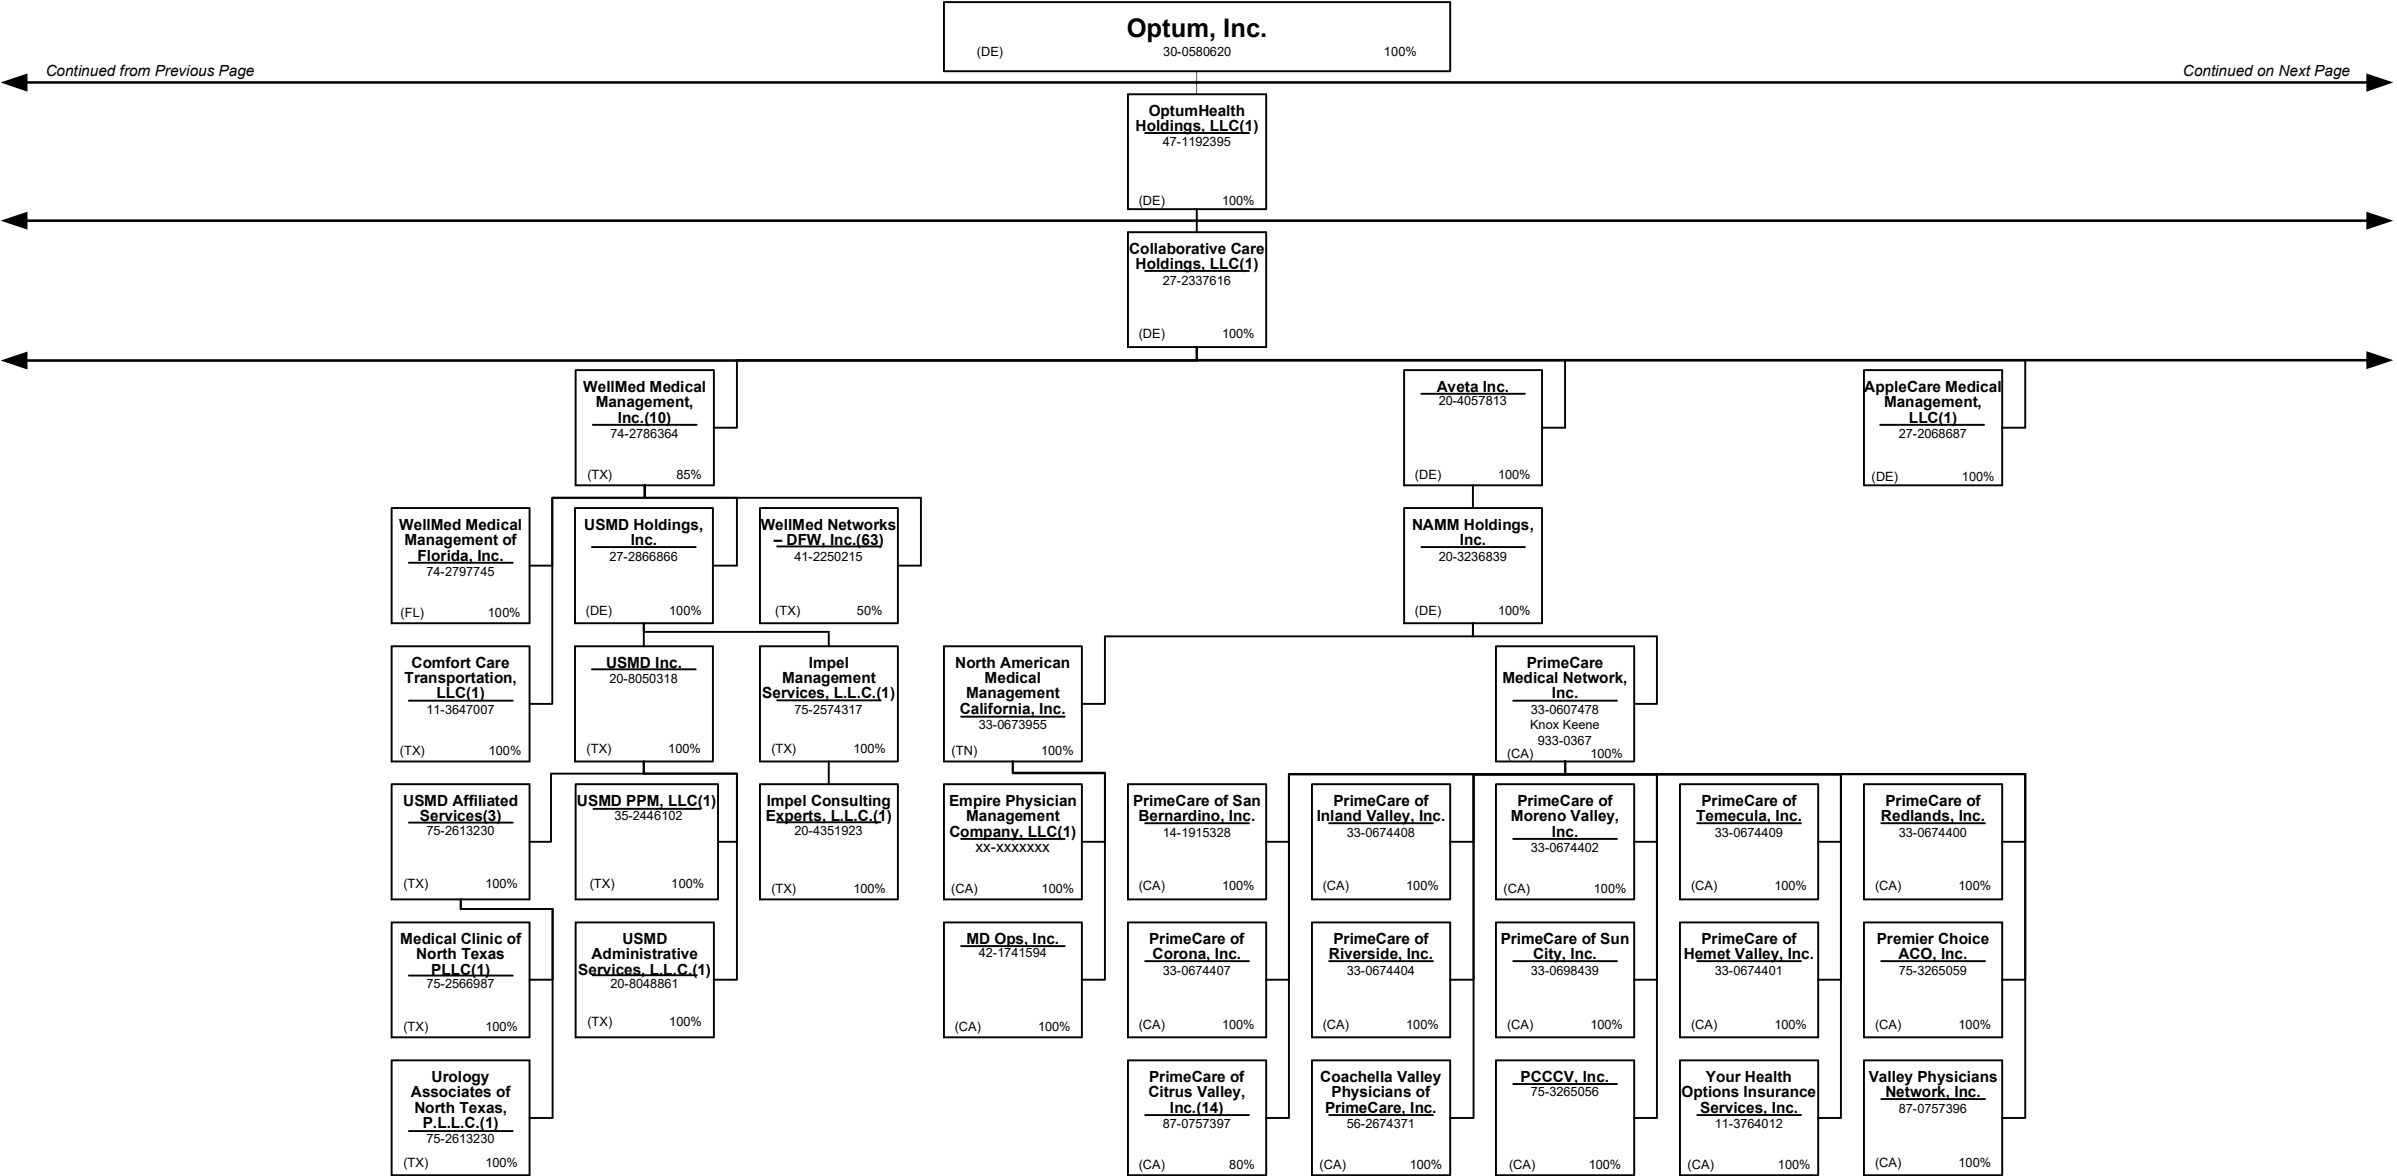 Optum, Inc.
(DE) 30-0580620 100%
Continued from Previous Page
Continued on Next Page
OptumHealth
Holdings, LLC(1)
47-1192395
(DE) 100%
Collaborative Care
Holdings, LLC(1)
27-2337616
(DE) 100%
WellMed Medical
Management,
Inc.(10)
74-2786364
(TX) 85%
Aveta Inc.
20-4057813
(DE) 100%
AppleCare Medical
Management,
LLC(1)
27-2068687
(DE) 100%
WellMed Medical
Management of
Florida, Inc.
74-2797745
(FL) 100%
USMD Holdings,
Inc.
27-2866866
(DE) 100%
WellMed Networks
– DFW, Inc.(63)
41-2250215
(TX) 50%
NAMM Holdings,
Inc.
20-3236839
(DE) 100%
Comfort Care
Transportation,
LLC(1)
11-3647007
(TX) 100%
USMD Inc.
20-8050318
(TX) 100%
Impel
Management
Services, L.L.C.(1)
75-2574317
(TX) 100%
North American
Medical
Management
California, Inc.
33-0673955
(TN) 100%
PrimeCare
Medical Network,
Inc.
33-0607478
Knox Keene
933-0367
(CA) 100%
USMD Affiliated
Services(3)
75-2613230
(TX) 100%
USMD PPM, LLC(1)
35-2446102
(TX) 100%
Impel Consulting
Experts, L.L.C.(1)
20-4351923
(TX) 100%
Empire Physician
Management
Company, LLC(1)
xx-xxxxxxx
(CA) 100%
PrimeCare of San
Bernardino, Inc.
14-1915328
(CA) 100%
PrimeCare of
Inland Valley, Inc.
33-0674408
(CA) 100%
PrimeCare of
Moreno Valley,
Inc.
33-0674402
(CA) 100%
PrimeCare of
Temecula, Inc.
33-0674409
(CA) 100%
PrimeCare of
Redlands, Inc.
33-0674400
(CA) 100%
Medical Clinic of
North Texas
PLLC(1)
75-2566987
(TX) 100%
USMD
Administrative
Services, L.L.C.(1)
20-8048861
(TX) 100%
MD Ops, Inc.
42-1741594
(CA) 100%
PrimeCare of
Corona, Inc.
33-0674407
(CA) 100%
PrimeCare of
Riverside, Inc.
33-0674404
(CA) 100%
PrimeCare of Sun
City, Inc.
33-0698439
(CA) 100%
PrimeCare of
Hemet Valley, Inc.
33-0674401
(CA) 100%
Premier Choice
ACO, Inc.
75-3265059
(CA) 100%
Urology
Associates of
North Texas,
P.L.L.C.(1)
75-2613230
(TX) 100%
PrimeCare of
Citrus Valley,
Inc.(14)
87-0757397
(CA) 80%
Coachella Valley
Physicians of
PrimeCare, Inc.
56-2674371
(CA) 100%
PCCCV, Inc.
75-3265056
(CA) 100%
Your Health
Options Insurance
Services, Inc.
11-3764012
(CA) 100%
Valley Physicians
Network, Inc.
87-0757396
(CA) 100%